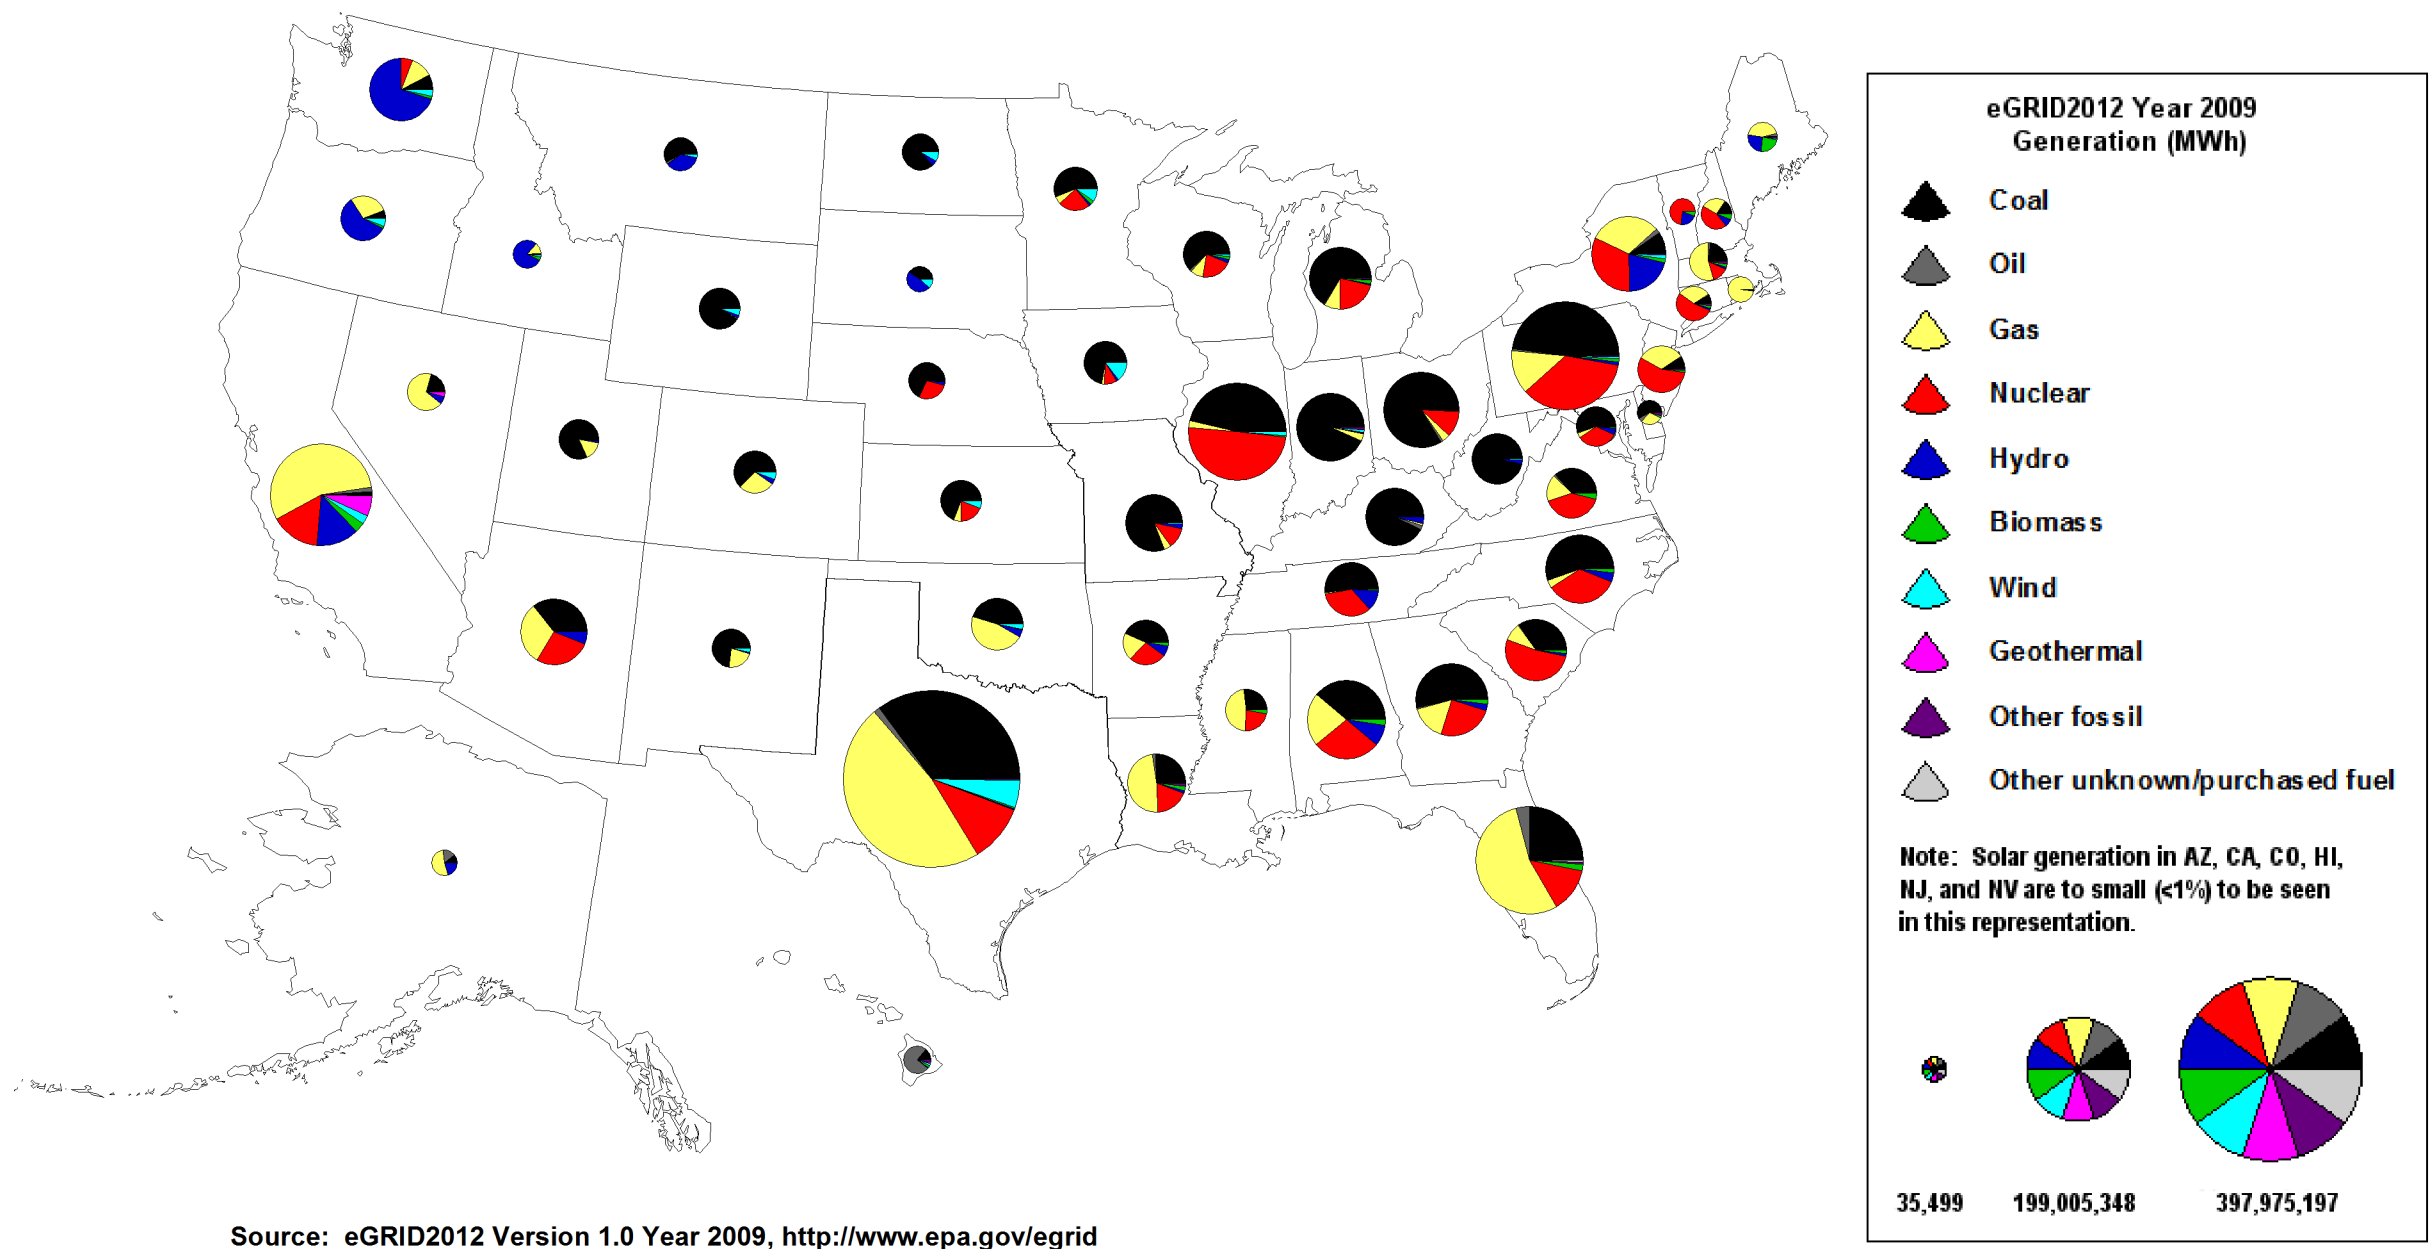 eGRID2012 Year 2009
Generation (MWh)
Coal
Oil
Gas
Nuclear
Hydro
Biomass
Wind
Geothermal
Other fossil
Other unknown/purchased fuel
Note: Solar generation in AZ, CA, CO, HI,
NJ, and NV are to small (<1%) to be seen
in this representation.
35,499 199,005,348 397,975,197
Source: eGRID2012 Version 1.0 Year 2009, http://www.epa.gov/egrid